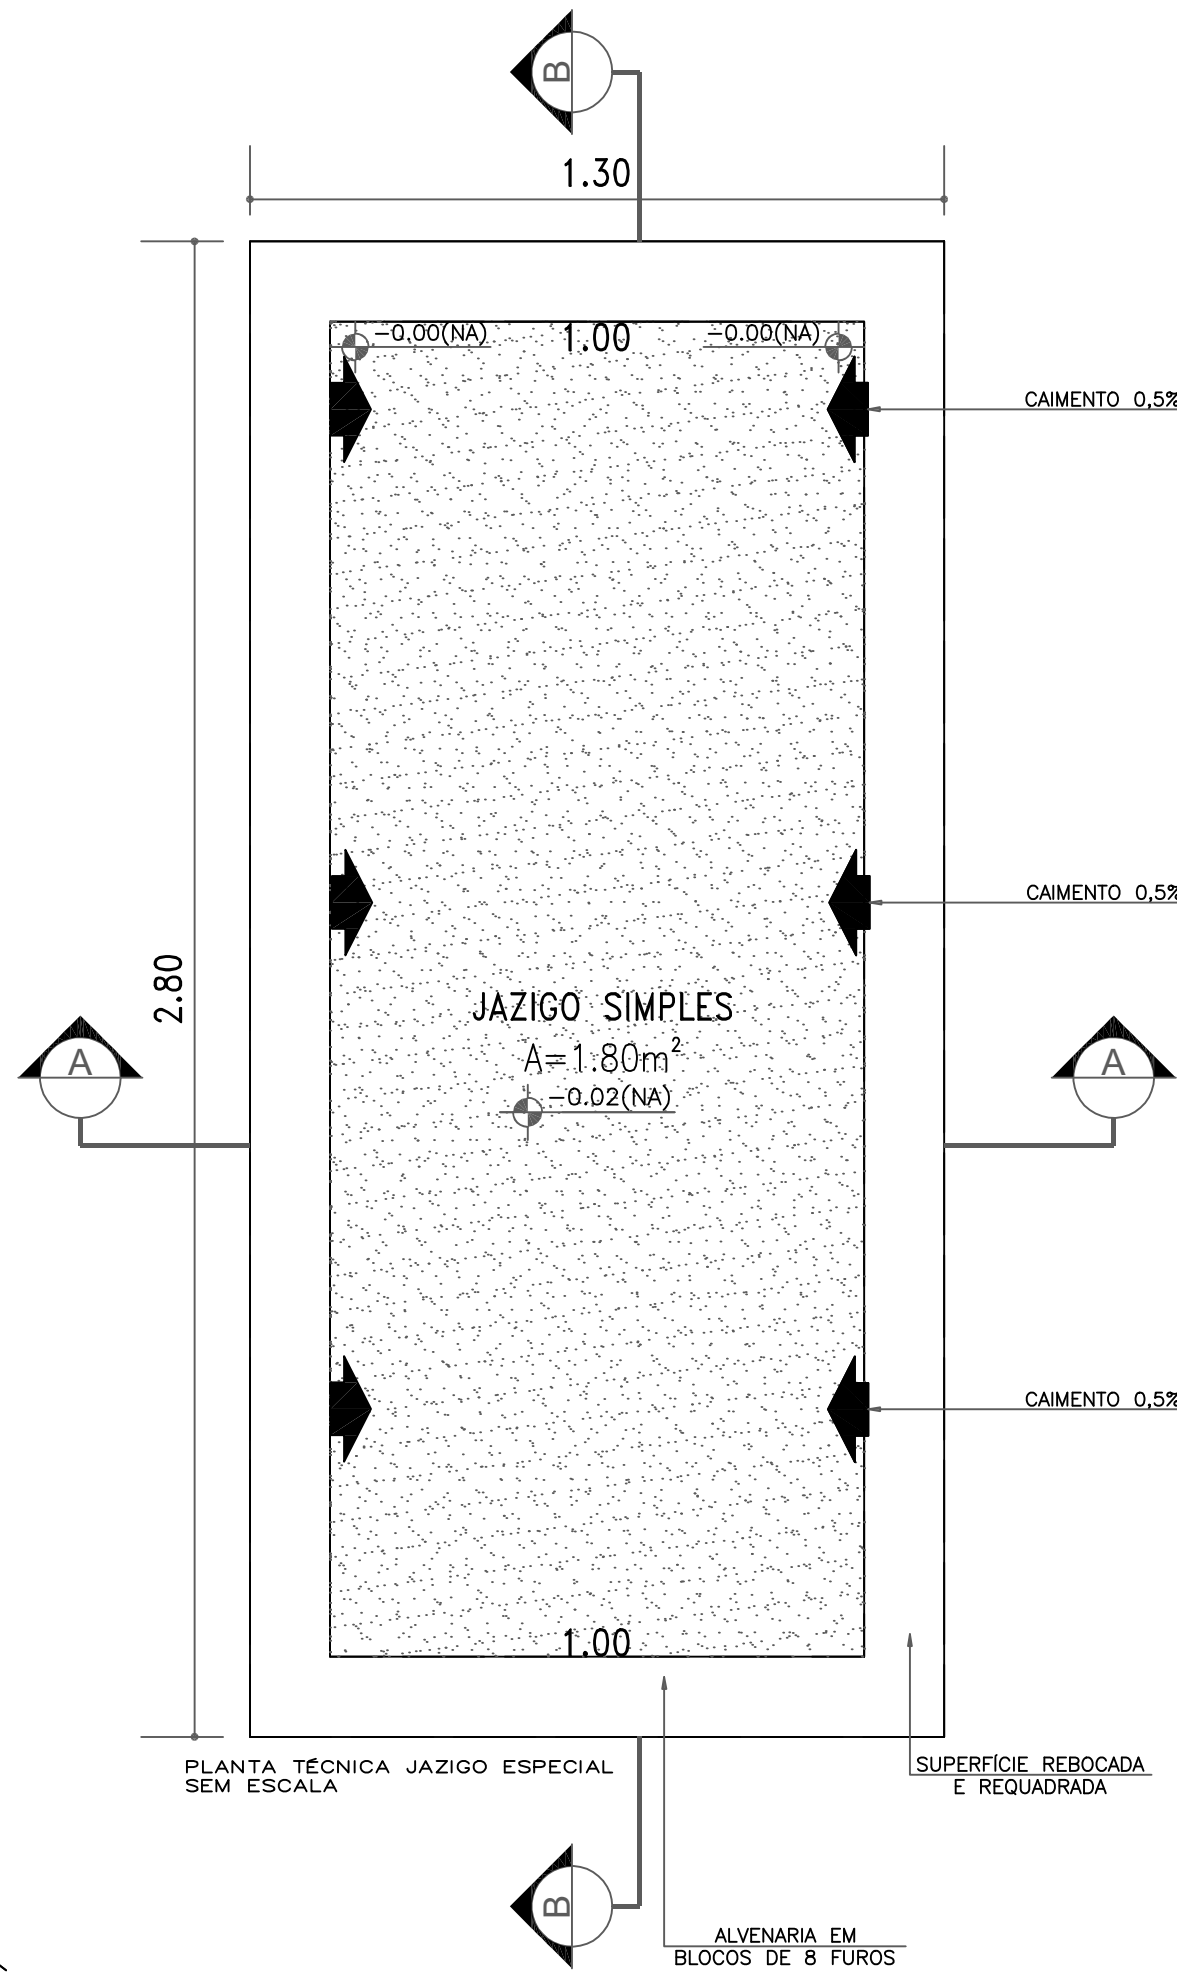 B
1.30
-0.00(NA)
1.00
-0.00(NA)
CAIMENTO 0,5%
CAIMENTO 0,5%
2.80
JAZIGO SIMPLES
A=1.80m²
-0.02(NA)
A
A
CAIMENTO 0,5%
1.00
PLANTA TÉCNICA JAZIGO ESPECIAL
SEM ESCALA
SUPERFÍCIE REBOCADA
E REQUADRADA
B
ALVENARIA EM
BLOCOS DE 8 FUROS